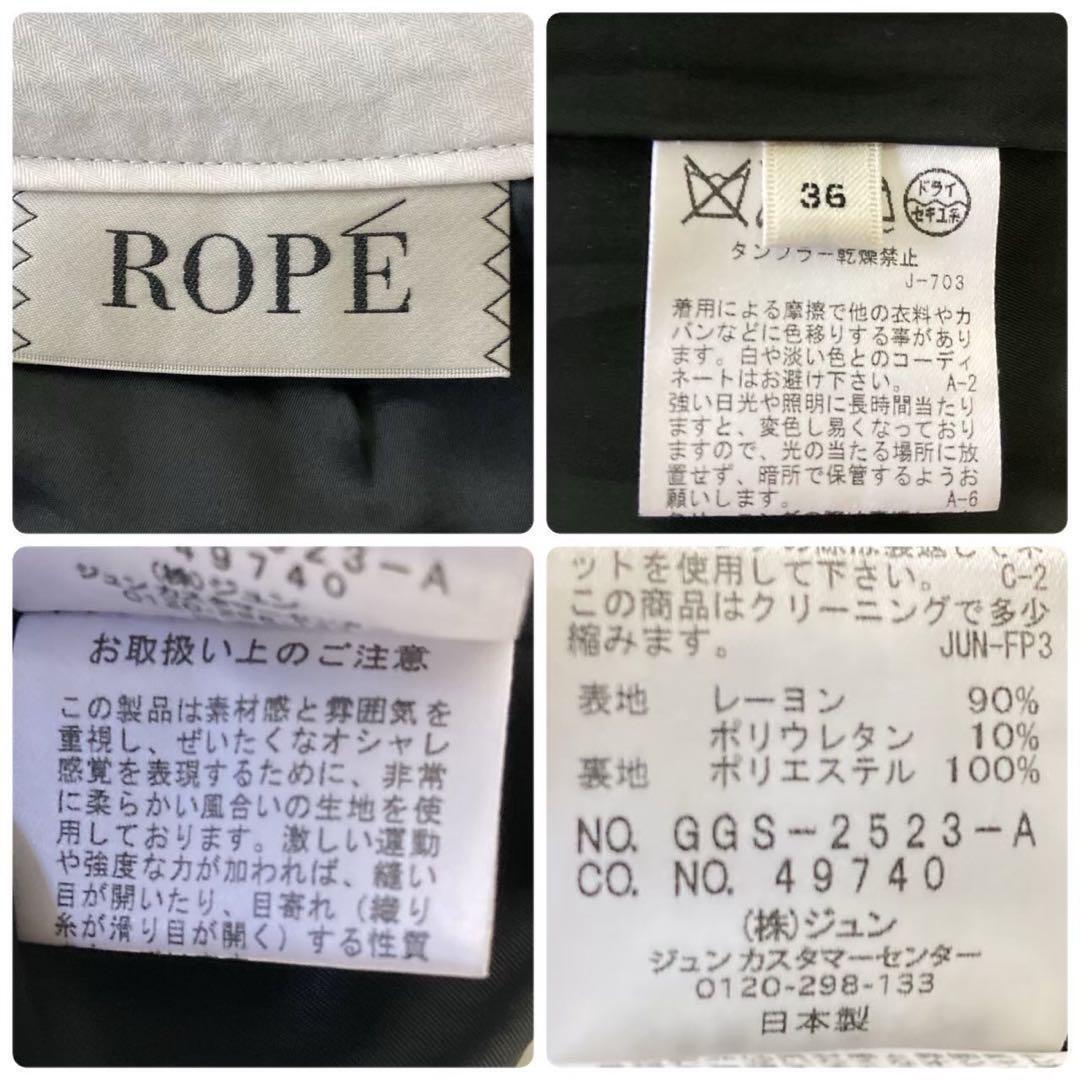 ROPÉ
36
ドライ
セキユ系
タンブラー乾燥禁止
J-703
着用による摩擦で他の衣料やカ
バンなどに色移りする事があり
ます。白や淡い色とのコーディ
ネートはお避け下さい。 A-2
強い日光や照明に長時間当たり
ますと、変色し易くなっており
ますので、光の当たる場所に放
置せず、暗所で保管するようお
願いします。 A-6
23-A
49740
(株)ジュン
お取扱い上のご注意
この製品は素材感と雰囲気を
重視し、ぜいたくなオシャレ
感覚を表現するために、非常
に柔らかい風合いの生地を使
用しております。激しい運動
や強度な力が加われば、縫い
目が開いたり、目寄れ(織り
糸が滑り目が開く)する性質
ットを使用して下さい。 C-2
この商品はクリーニングで多少
縮みます。 JUN-FP3
表地 レーヨン 90%
ポリウレタン 10%
裏地 ポリエステル 100%
NO. GGS-2523-A
CO. NO. 49740
(株)ジュン
ジュンカスタマーセンター
0120-298-133
日本製